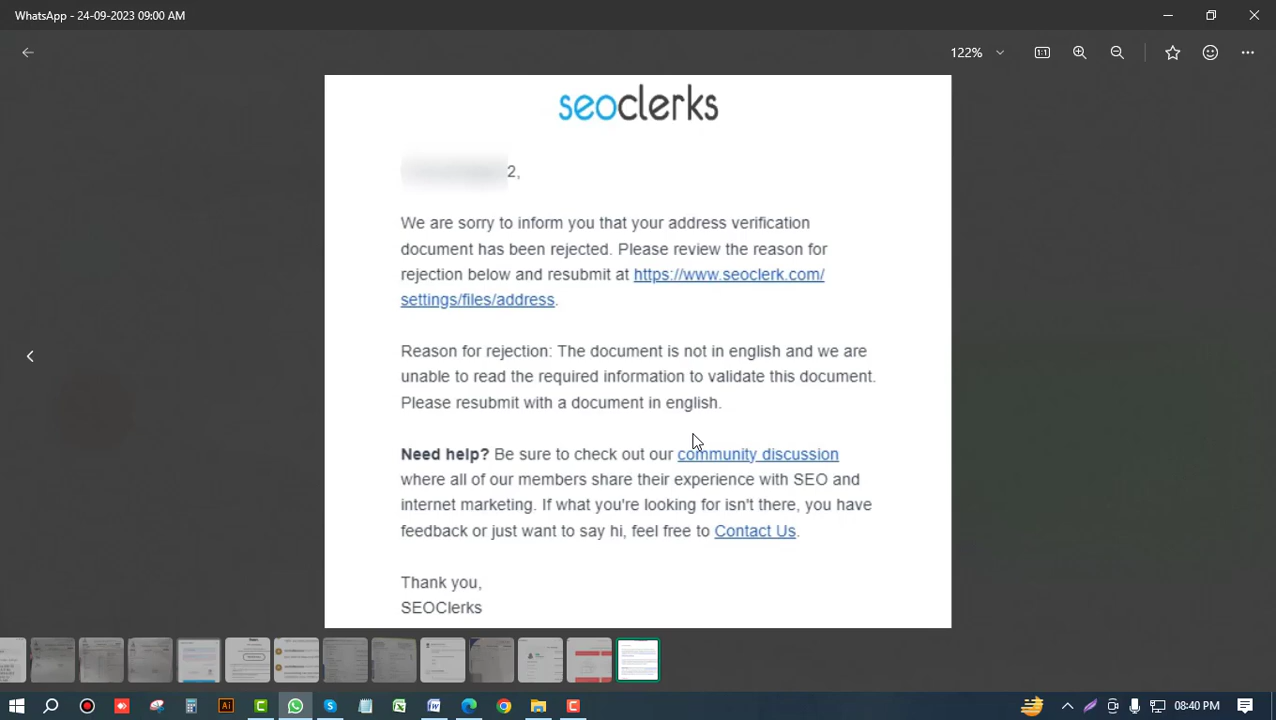 WhatsApp - 24-09-2023 09:00 AM
122%
seoclerks
2,
We are sorry to inform you that your address verification
document has been rejected. Please review the reason for
rejection below and resubmit at https://www.seoclerk.com/
settings/files/address.
Reason for rejection: The document is not in english and we are
unable to read the required information to validate this document.
Please resubmit with a document in english.
Need help? Be sure to check out our community discussion
where all of our members share their experience with SEO and
internet marketing. If what you're looking for isn't there, you have
feedback or just want to say hi, feel free to Contact Us.
Thank you,
SEOClerks
08:40 PM